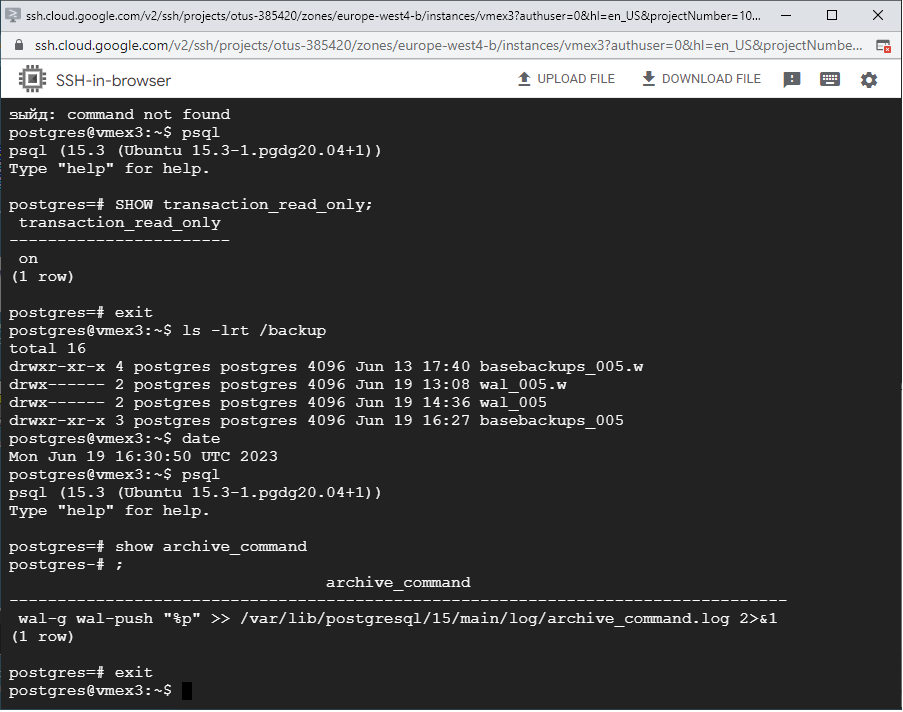 ssh.cloud.google.com/v2/ssh/projects/otus-385420/zones/europe-west4-b/instances/vmex3?authuser=0&hl=en_US&projectNumber=10...
ssh.cloud.google.com/v2/ssh/projects/otus-385420/zones/europe-west4-b/instances/vmex3?authuser=0&hl=en_US&projectNumbe...
SSH-in-browser
UPLOAD FILE
DOWNLOAD FILE
зыйд: command not found
postgres@vmex3:~$ psql
psql (15.3 (Ubuntu 15.3-1.pgdg20.04+1))
Type "help" for help.
postgres=# SHOW transaction_read_only;
transaction_read_only
-----------------------
on
(1 row)
postgres=# exit
postgres@vmex3:~$ ls -lrt /backup
total 16
drwxr-xr-x 4 postgres postgres 4096 Jun 13 17:40 basebackups_005.w
drwx------ 2 postgres postgres 4096 Jun 19 13:08 wal_005.w
drwx------ 2 postgres postgres 4096 Jun 19 14:36 wal_005
drwxr-xr-x 3 postgres postgres 4096 Jun 19 16:27 basebackups_005
postgres@vmex3:~$ date
Mon Jun 19 16:30:50 UTC 2023
postgres@vmex3:~$ psql
psql (15.3 (Ubuntu 15.3-1.pgdg20.04+1))
Type "help" for help.
postgres=# show archive_command
postgres-# ;
archive_command
---------------------------------------------------------------------------------
wal-g wal-push "%p" >> /var/lib/postgresql/15/main/log/archive_command.log 2>&1
(1 row)
postgres=# exit
postgres@vmex3:~$